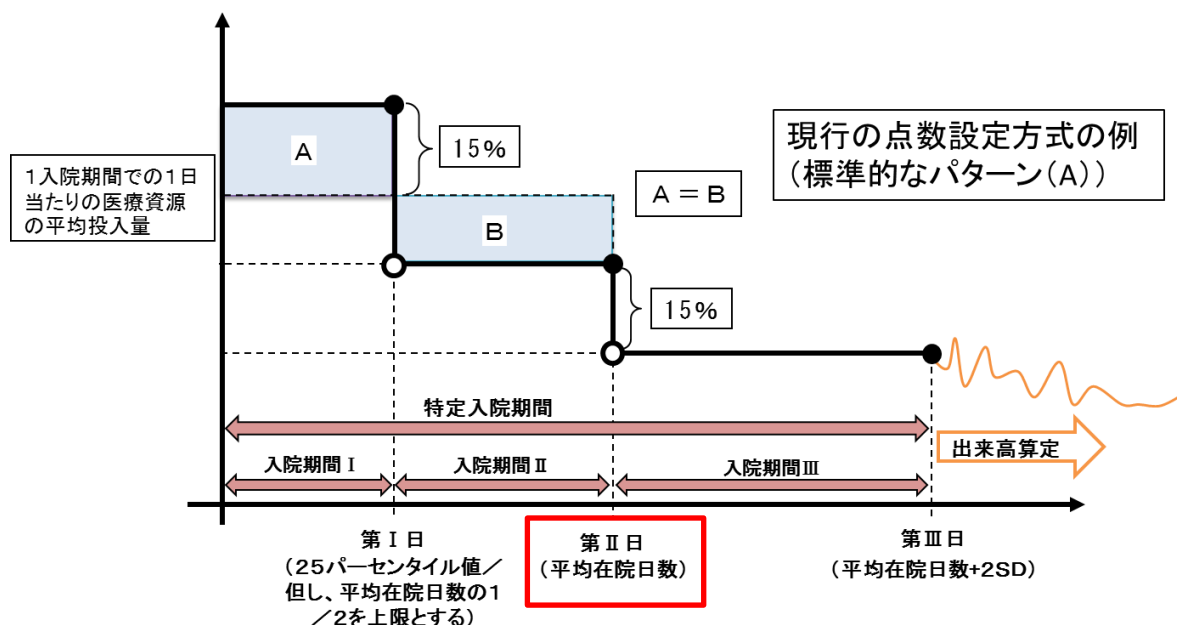 現行の点数設定方式の例
(標準的なパターン(A))
1入院期間での1日
当たりの医療資源
の平均投入量
A
15%
A=B
B
15%
特定入院期間
出来高算定
入院期間Ⅰ
入院期間Ⅱ
入院期間Ⅲ
第Ⅰ日
(25パーセンタイル値/
但し、平均在院日数の1
/2を上限とする)
第Ⅱ日
(平均在院日数)
第Ⅲ日
(平均在院日数+2SD)